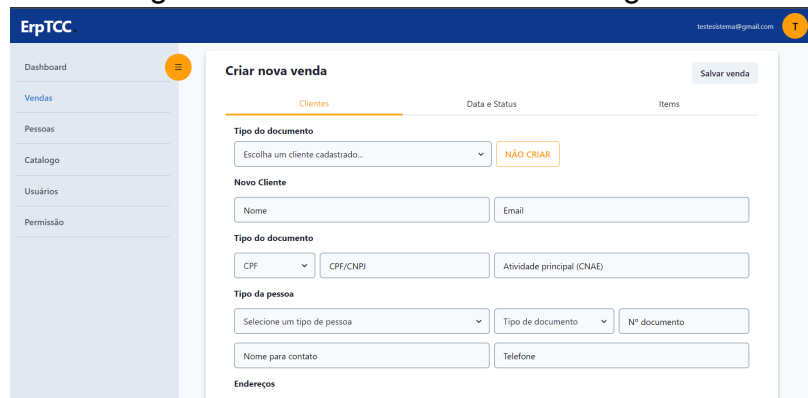 ErpTCC.
testesistema@gmail.com
T
Dashboard
Vendas
Pessoas
Catalogo
Usuários
Permissão
Criar nova venda
Salvar venda
Clientes
Data e Status
Items
Tipo do documento
Escolha um cliente cadastrado...
NÃO CRIAR
Novo Cliente
Nome
Email
Tipo do documento
CPF
CPF/CNPJ
Atividade principal (CNAE)
Tipo da pessoa
Selecione um tipo de pessoa
Tipo de documento
Nº documento
Nome para contato
Telefone
Endereços